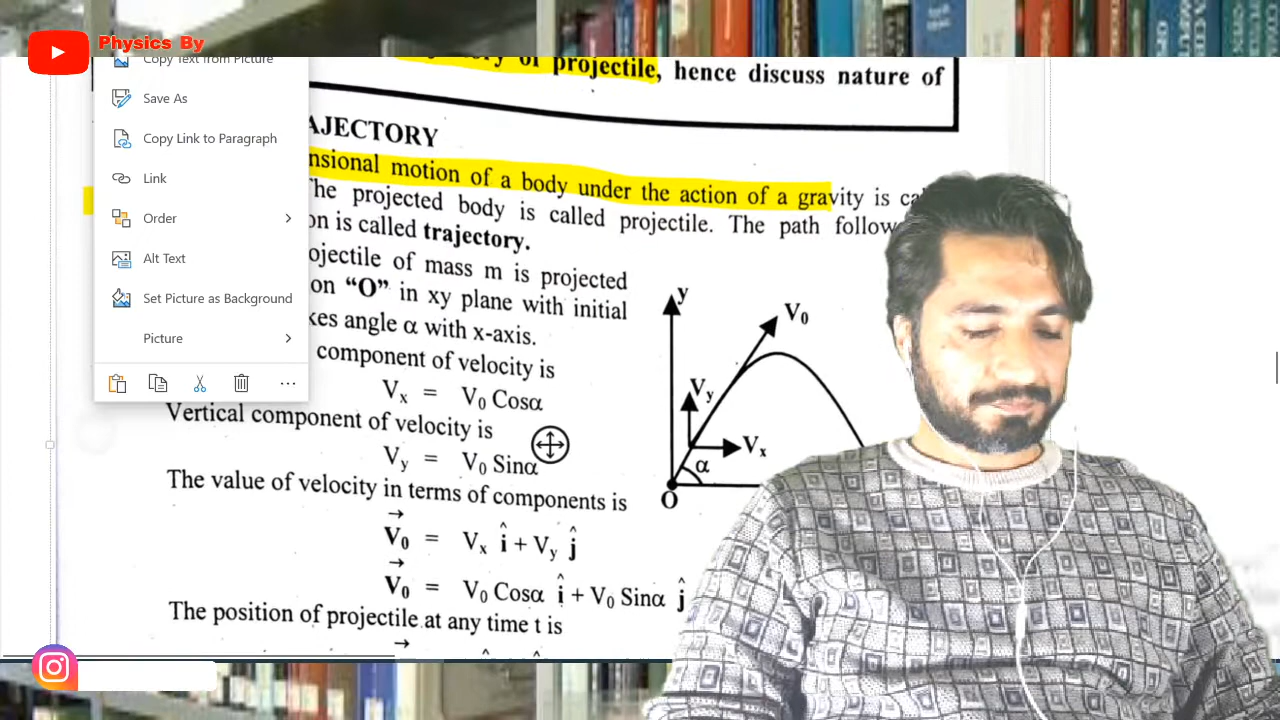 Physics By
Copy Text from Picture
Save As
Copy Link to Paragraph
Link
Order
Alt Text
Set Picture as Background
Picture
of projectile, hence discuss nature of
AJECTORY
nsional motion of a body under the action of a gravity is
he projected body is called projectile. The path
on is called trajectory.
ojectile of mass m is projected
on “O” in xy plane with initial
kes angle α with x-axis.
component of velocity is
Vx = V0 Cosα
Vertical component of velocity is
Vy = V0 Sinα
The value of velocity in terms of components is
V⃗0 = Vx î + Vy ĵ
V⃗0 = V0 Cosα î + V0 Sinα ĵ
The position of projectile at any time t is
y
V0
Vy
Vx
α
O